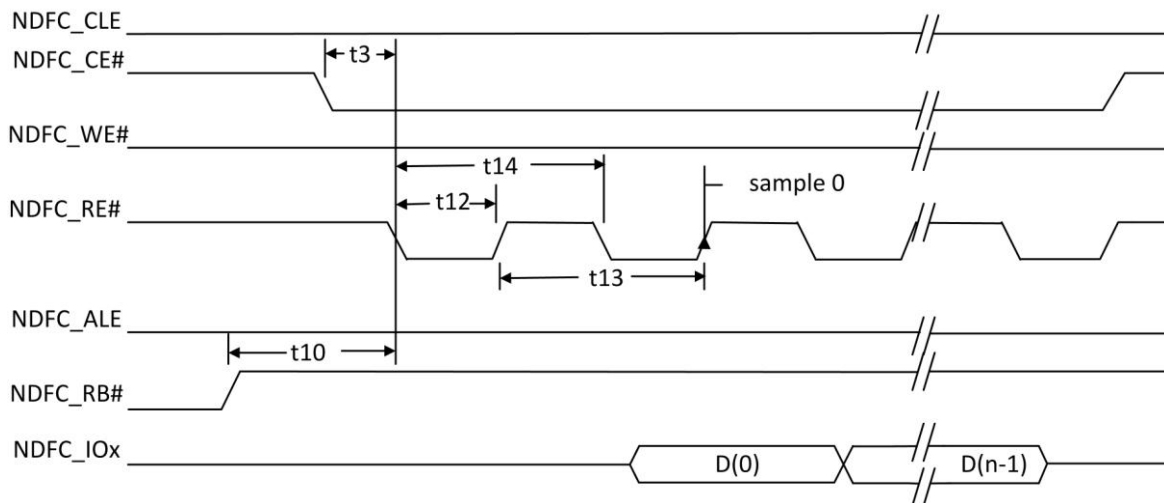 NDFC_CLE
t3
NDFC_CE#
NDFC_WE#
t14
sample 0
t12
NDFC_RE#
t13
NDFC_ALE
t10
NDFC_RB#
NDFC_IOx
D(0)
D(n-1)